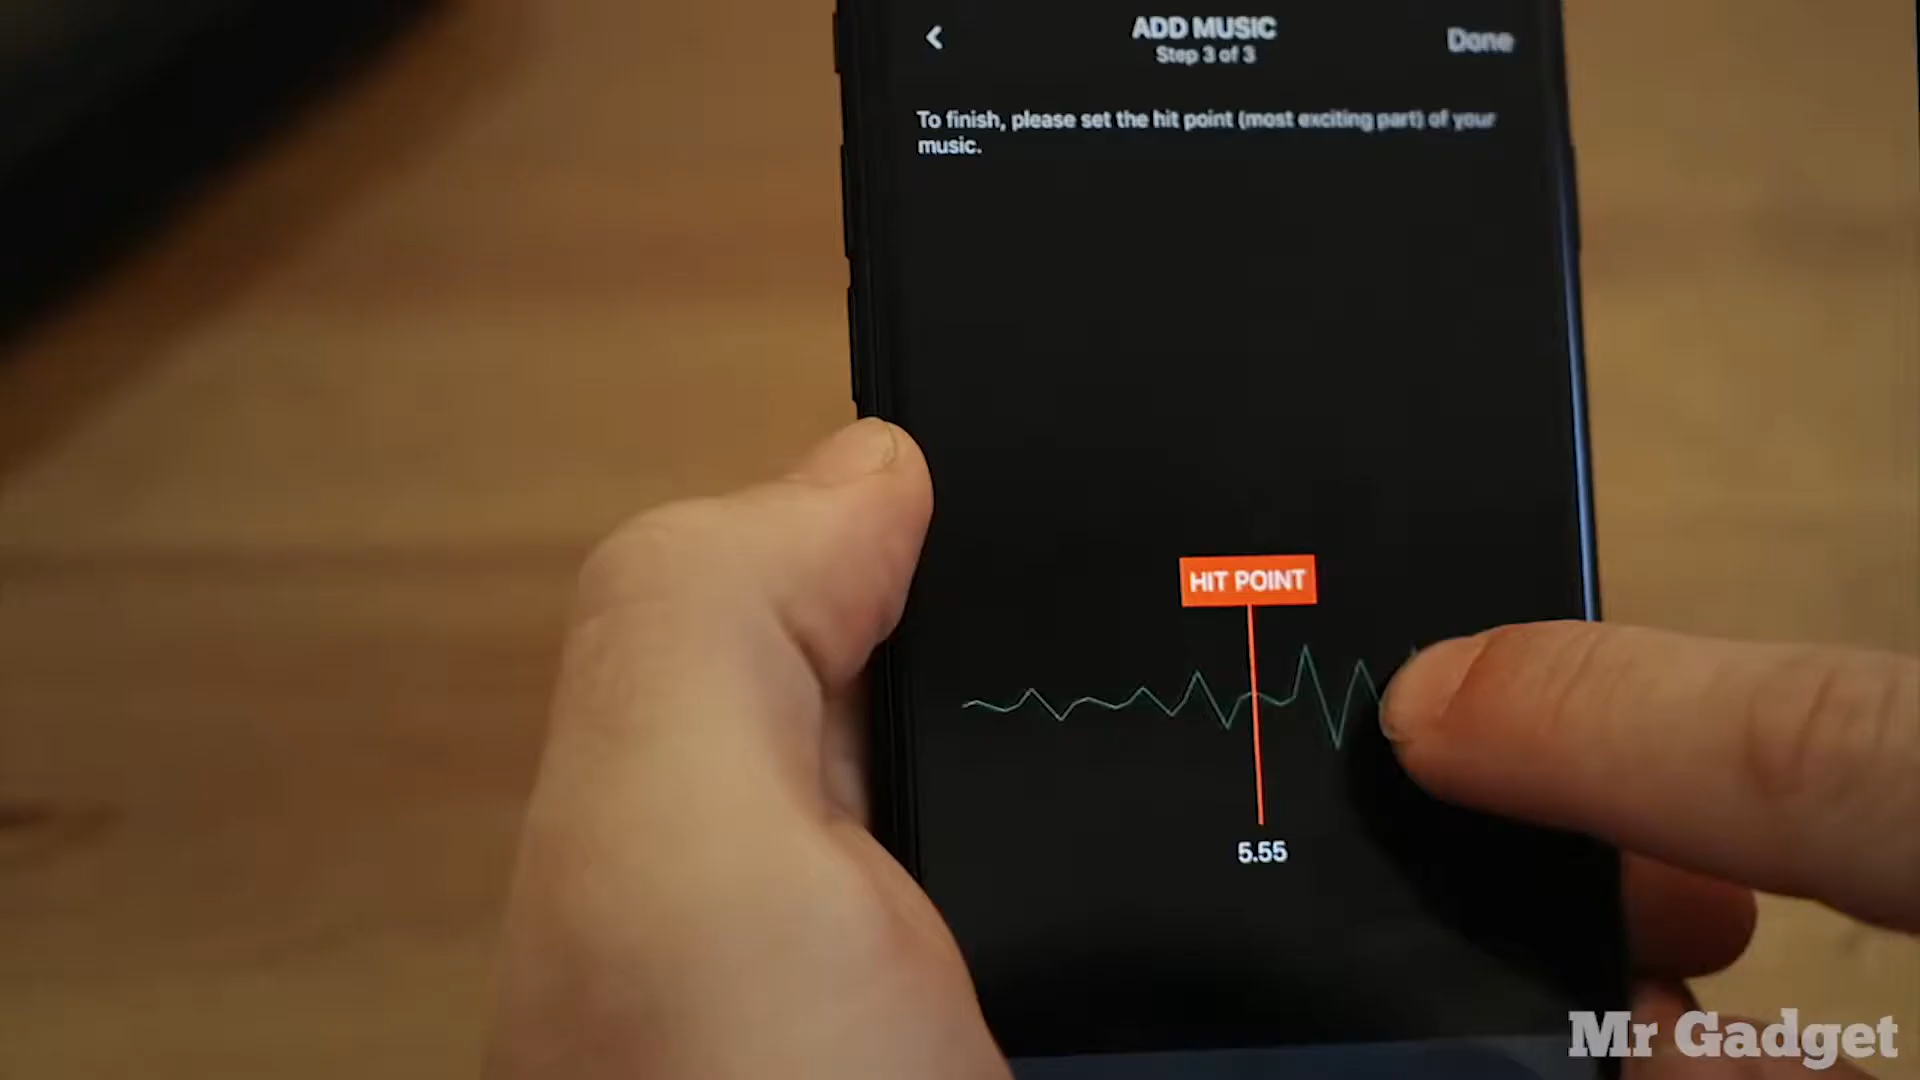 ADD MUSIC
Done
Step 3 of 3
To finish, please set the hit point (most exciting part) of your
music.
HIT POINT
5.55
Mr Gadget